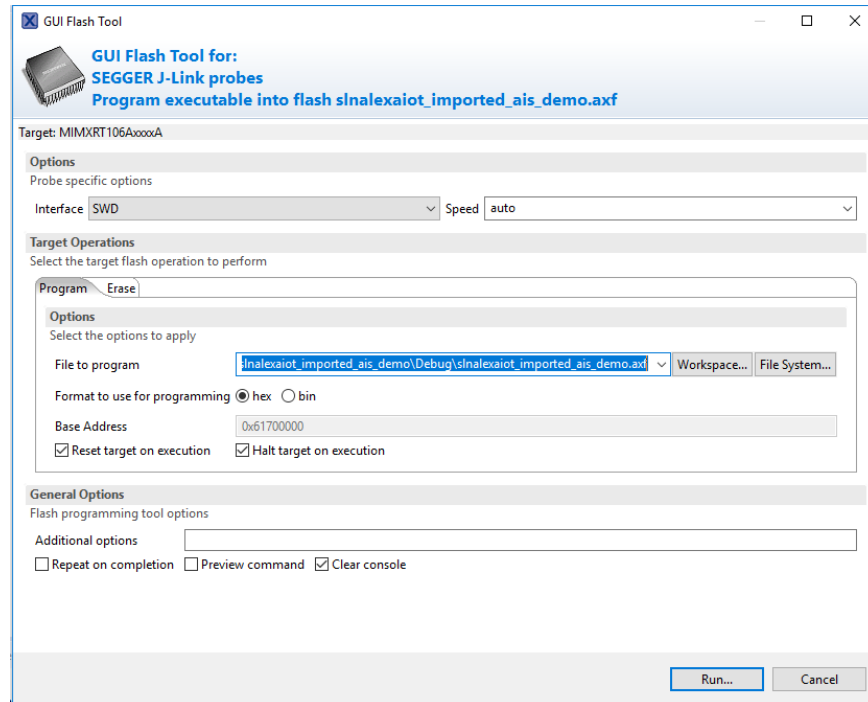 GUI Flash Tool
GUI Flash Tool for:
SEGGER J-Link probes
Program executable into flash slnalexaiot_imported_ais_demo.axf
Target: MIMXRT106AxxxxA
Options
Probe specific options
Interface SWD Speed auto
Target Operations
Select the target flash operation to perform
Program Erase
Options
Select the options to apply
File to program slnalexaiot_imported_ais_demo\Debug\slnalexaiot_imported_ais_demo.axf Workspace... File System...
Format to use for programming hex bin
Base Address 0x61700000
Reset target on execution Halt target on execution
General Options
Flash programming tool options
Additional options
Repeat on completion Preview command Clear console
Run... Cancel